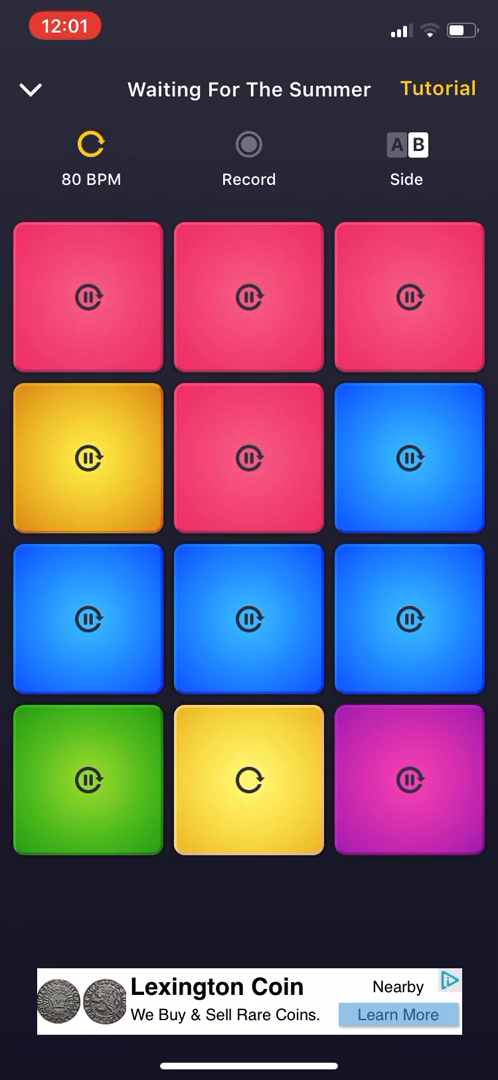 12:01
Waiting For The Summer
Tutorial
A B
80 BPM
Record
Side
Lexington Coin
We Buy & Sell Rare Coins.
Nearby
Learn More